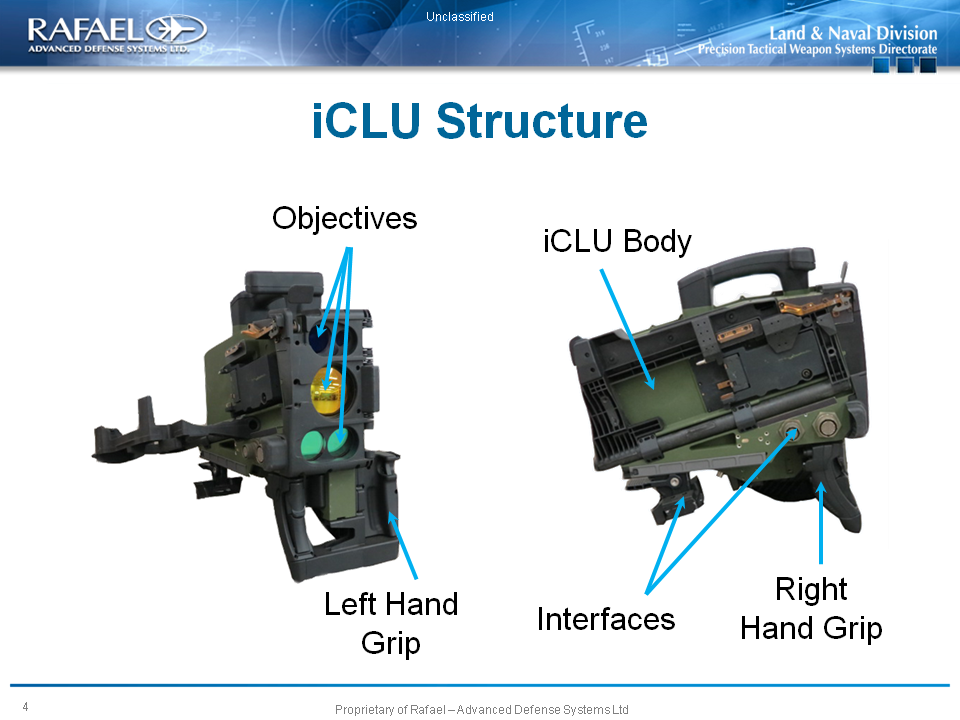 Unclassified
RAFAEL
ADVANCED DEFENSE SYSTEMS LTD.
Land & Naval Division
Precision Tactical Weapon Systems Directorate
iCLU Structure
Objectives
iCLU Body
Left Hand
Grip
Interfaces
Right
Hand Grip
4
Proprietary of Rafael – Advanced Defense Systems Ltd